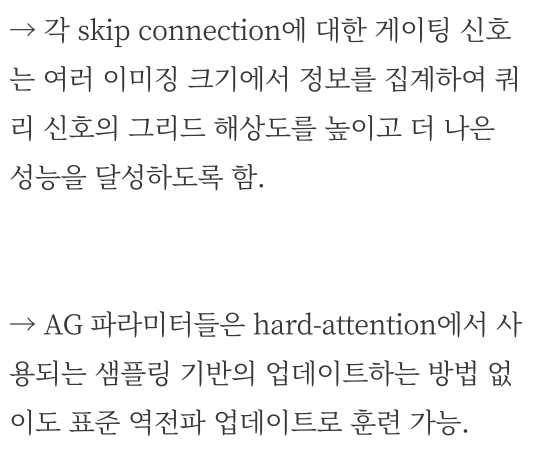 → 각 skip connection에 대한 게이팅 신호
는 여러 이미징 크기에서 정보를 집계하여 쿼
리 신호의 그리드 해상도를 높이고 더 나은
성능을 달성하도록 함.
→ AG 파라미터들은 hard-attention에서 사
용되는 샘플링 기반의 업데이트하는 방법 없
이도 표준 역전파 업데이트로 훈련 가능.